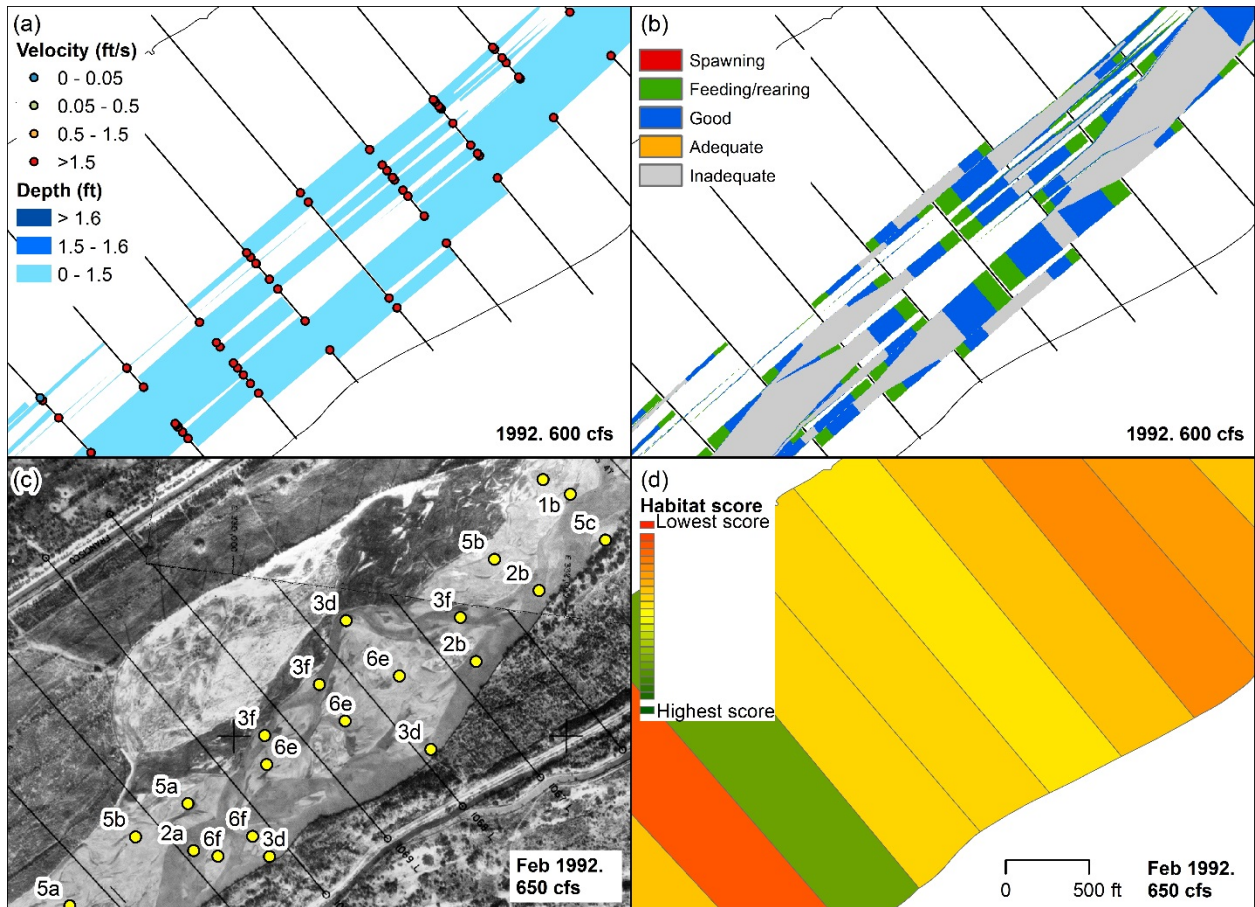 (a)
Velocity (ft/s)
0 - 0.05
0.05 - 0.5
0.5 - 1.5
>1.5
Depth (ft)
> 1.6
1.5 - 1.6
0 - 1.5
1992. 600 cfs
(b)
Spawning
Feeding/rearing
Good
Adequate
Inadequate
1992. 600 cfs
(c)
1b
5c
5b
2b
3d
3f
2b
3f
6e
6e
3f
3d
6e
5a
5b
2a
6f
3d
5a
Feb 1992.
650 cfs
(d)
Habitat score
Lowest score
Highest score
0
500 ft
Feb 1992.
650 cfs